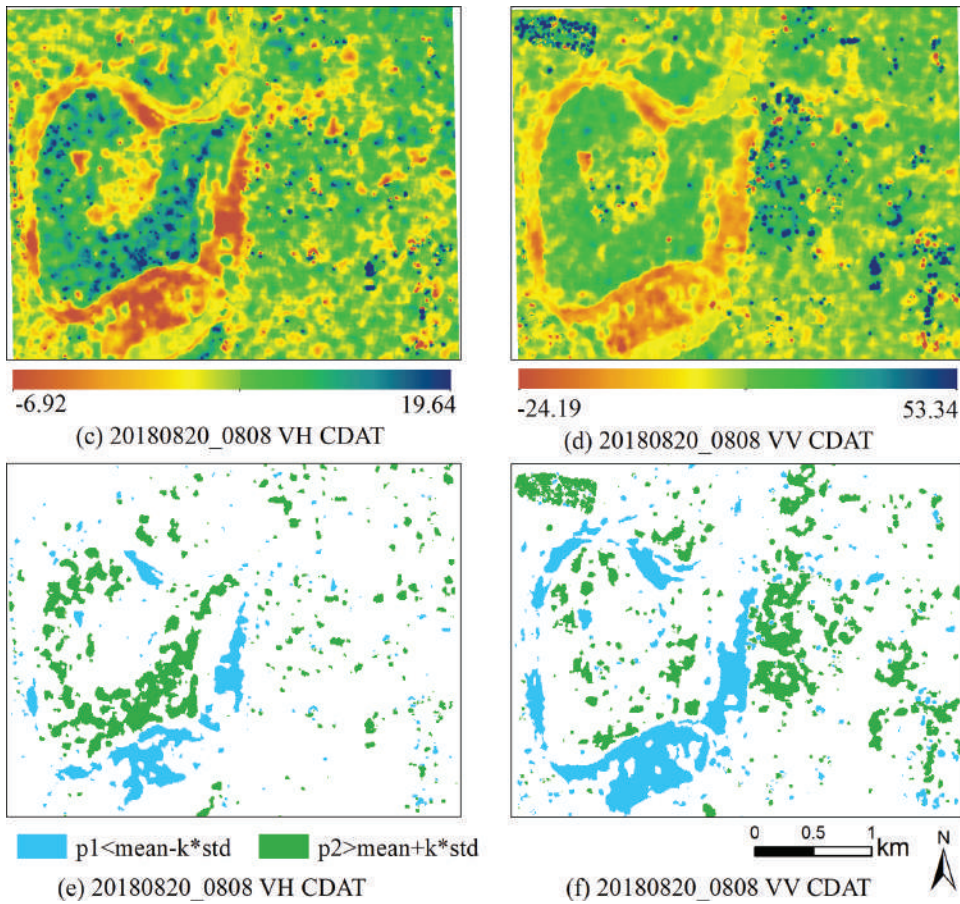 -6.92 19.64 -24.19 53.34
(c) 20180820_0808 VH CDAT (d) 20180820_0808 VV CDAT
p1<mean-k*std p2>mean+k*std 0 0.5 1 km N
(e) 20180820_0808 VH CDAT (f) 20180820_0808 VV CDAT